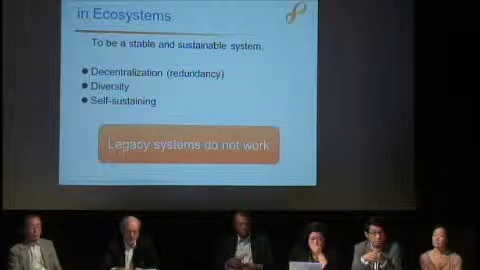 in Ecosystems
To be a stable and sustainable system.
Decentralization (redundancy)
Diversity
Self-sustaining
Legacy systems do not work